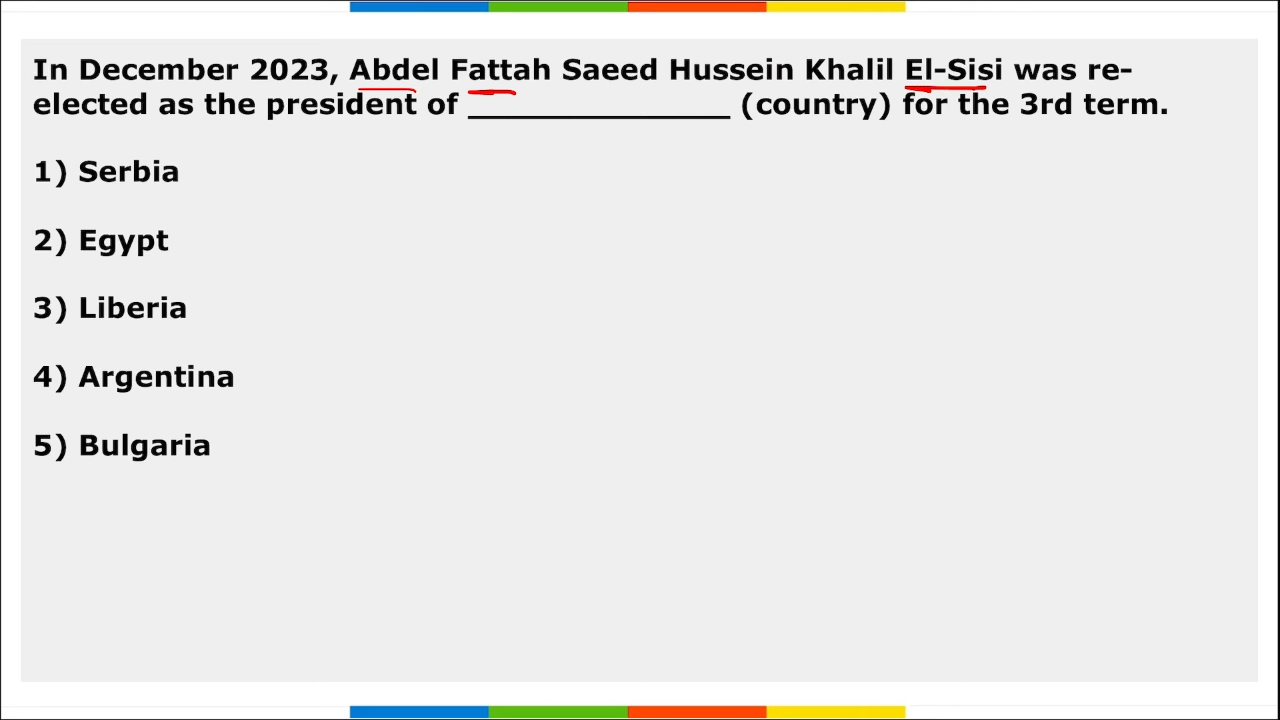 In December 2023, Abdel Fattah Saeed Hussein Khalil El-Sisi was re-
elected as the president of _______________ (country) for the 3rd term.
1) Serbia
2) Egypt
3) Liberia
4) Argentina
5) Bulgaria